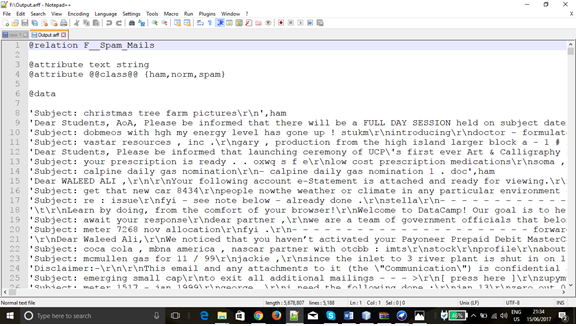 F:\Output.arff - Notepad++
File Edit Search View Encoding Language Settings Tools Macro Run Plugins Window ?
new 1 Output.arff
1 @relation F__Spam_Mails
2
3 @attribute text string
4 @attribute @@class@@ {ham,norm,spam}
5
6 @data
7
8 'Subject: christmas tree farm pictures\r\n',ham
9 'Dear Students, AoA, Please be informed that there will be a FULL DAY SESSION held on subject date
10 'Subject: dobmeos with hgh my energy level has gone up ! stukm\r\nintroducing\r\ndoctor - formulat
11 'Subject: vastar resources , inc .\r\ngary , production from the high island larger block a - 1 #
12 'Dear Students, Please be informed that launching ceremony of UCP\'s first ever Art & Calligraphy
13 'Subject: your prescription is ready . . oxwq s f e\r\nlow cost prescription medications\r\nsoma ,
14 'Subject: calpine daily gas nomination\r\n- calpine daily gas nomination 1 . doc',ham
15 'Dear WALEED ALI ,\r\n\r\nYour following account e-Statement is attached and ready for viewing.\r\
16 'Subject: get that new car 8434\r\npeople nowthe weather or climate in any particular environment
17 'Subject: re : issue\r\nfyi - see note below - already done .\r\nstella\r\n- - - - - - - - - - - -
18 '\t\r\nLearn by doing, from the comfort of your browser!\r\nWelcome to DataCamp! Our goal is to he
19 'Subject: await your response\r\ndear partner ,\r\nwe are a team of government officials that belo
20 'Subject: meter 7268 nov allocation\r\nfyi .\r\n- - - - - - - - - - - - - - - - - - - - - - forwar
21 '\r\nDear Waleed Ali,\r\nWe noticed that you haven't activated your Payoneer Prepaid Debit MasterC
22 'Subject: coca cola , mbna america , nascar partner with otcbb : imts\r\nstock\r\nprofile\r\nabout
23 'Subject: mcmullen gas for 11 / 99\r\njackie ,\r\nsince the inlet to 3 river plant is shut in on 1
24 'Disclaimer:-\r\n\r\nThis email and any attachments to it (the \"Communication\") is confidential
25 'Subject: emerging small cap\r\nto exit all additional mailings - - >\r\n[ press here ]\r\nzupym
26 'Subject: meter 1517 - jan 1999\r\ngeorge ,\r\ni need the following done :\r\njan 13\r\nzero out
Normal text file length : 5,678,807 lines : 5,188 Ln : 1 Col : 1 Sel : 0 | 0 Unix (LF) UTF-8 INS
Type here to search
46% ENG 21:34 15/06/2017